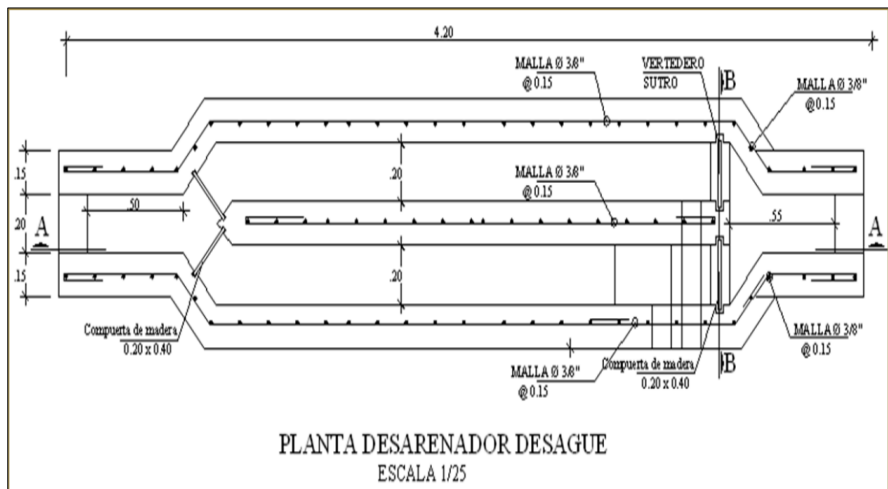 4.20
MALLA Ø 3/8"
@ 0.15
VERTEDERO
SUTRO
B
MALLA Ø 3/8"
@ 0.15
.15
.20
MALLA Ø 3/8"
@ 0.15
.50
.55
A
.20
A
.20
.15
Compuerta de madera
0.20 x 0.40
MALLA Ø 3/8"
@ 0.15
Compuerta de madera
0.20 x 0.40
B
MALLA Ø 3/8"
@ 0.15
PLANTA DESARENADOR DESAGUE
ESCALA 1/25